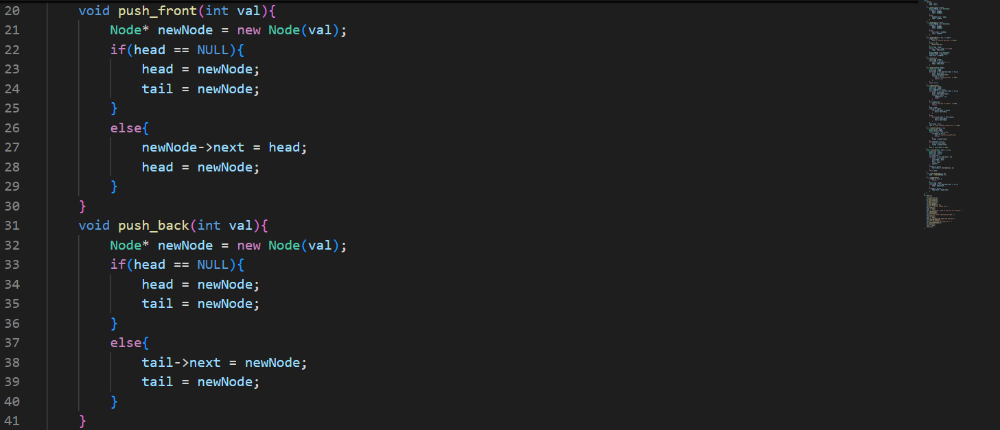 20 void push_front(int val){
21 Node* newNode = new Node(val);
22 if(head == NULL){
23 head = newNode;
24 tail = newNode;
25 }
26 else{
27 newNode->next = head;
28 head = newNode;
29 }
30 }
31 void push_back(int val){
32 Node* newNode = new Node(val);
33 if(head == NULL){
34 head = newNode;
35 tail = newNode;
36 }
37 else{
38 tail->next = newNode;
39 tail = newNode;
40 }
41 }